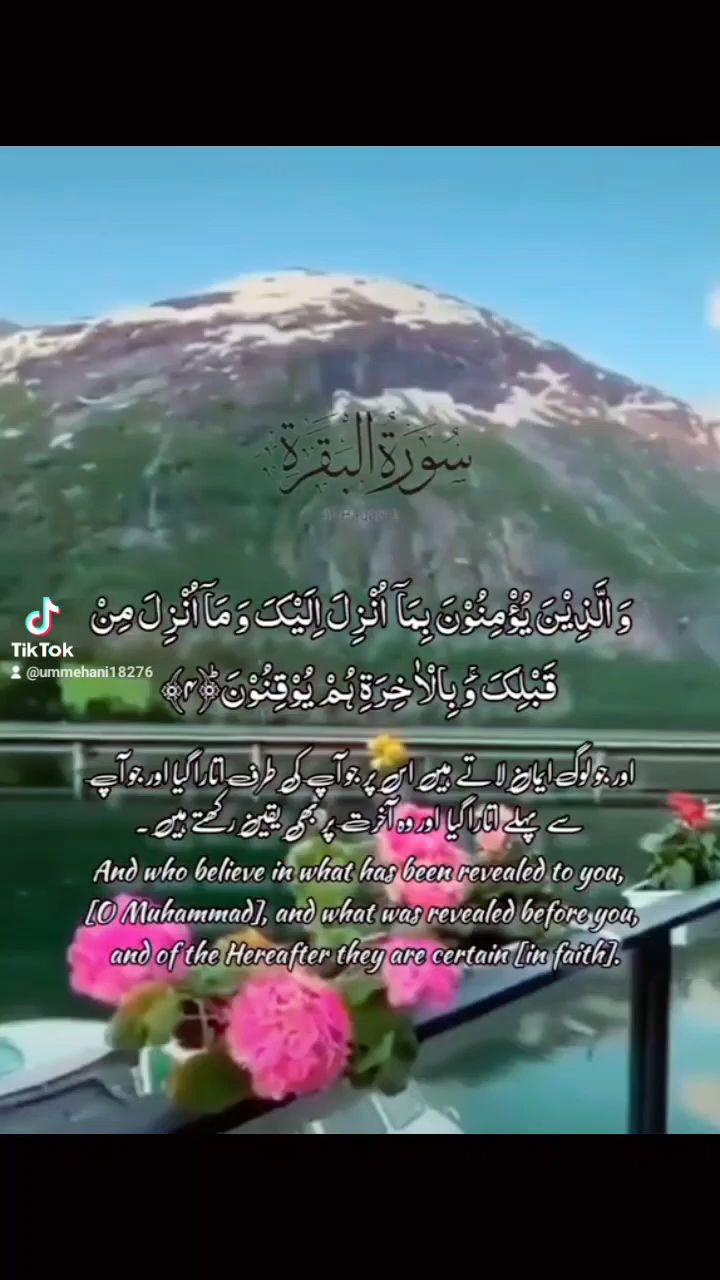 سُورَةُ الْبَقَرَة
وَالَّذِیْنَ یُؤْمِنُوْنَ بِمَاۤ اُنْزِلَ اِلَیْکَ وَ مَاۤ اُنْزِلَ مِنْ
قَبْلِکَ ۚ وَ بِالْاٰخِرَةِ هُمْ یُوْقِنُوْنَ ؕ﴿۴﴾
TikTok
@ummehani18276
اور جو لوگ ایمان لاتے ہیں اس پر جو آپ کی طرف اتارا گیا اور جو آپ
سے پہلے اتارا گیا اور وہ آخرت پر بھی یقین رکھتے ہیں۔
And who believe in what has been revealed to you,
[O Muhammad], and what was revealed before you,
and of the Hereafter they are certain [in faith].